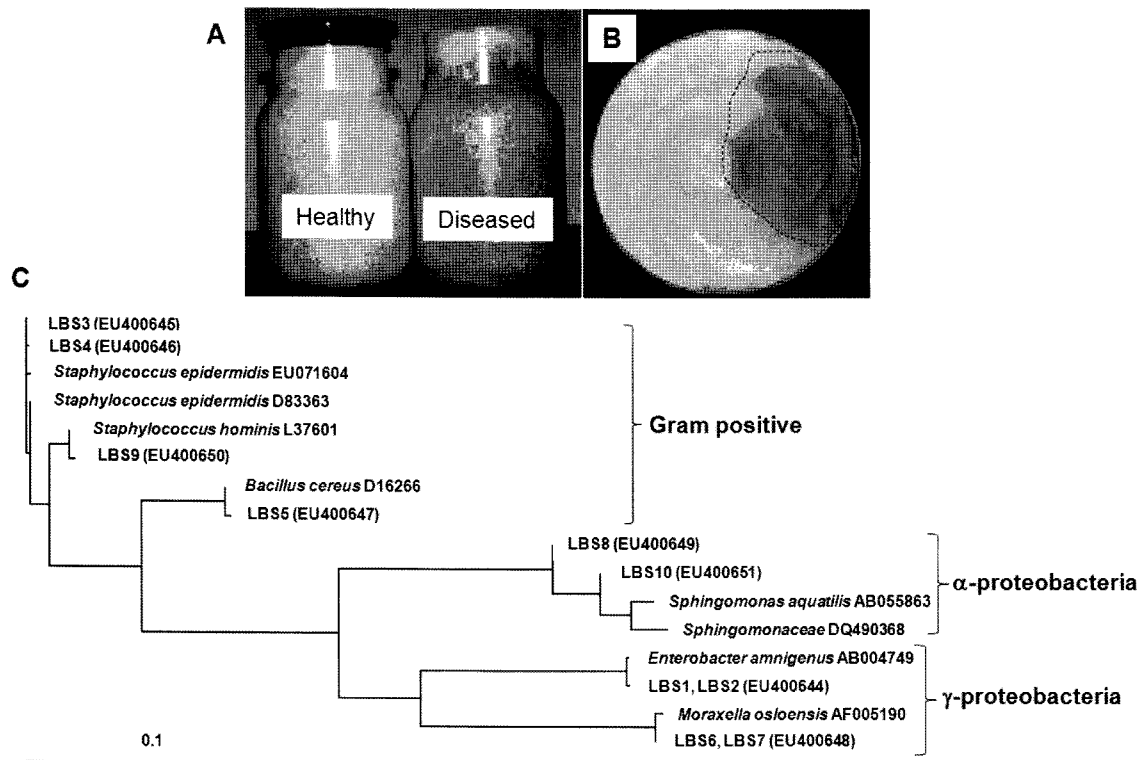 A
B
Healthy
Diseased
C
LBS3 (EU400645)
LBS4 (EU400646)
Staphylococcus epidermidis EU071604
Staphylococcus epidermidis D83363
Staphylococcus hominis L37601
LBS9 (EU400650)
Gram positive
Bacillus cereus D16266
LBS5 (EU400647)
LBS8 (EU400649)
LBS10 (EU400651)
α-proteobacteria
Sphingomonas aquatilis AB055863
Sphingomonaceae DQ490368
Enterobacter amnigenus AB004749
LBS1, LBS2 (EU400644)
γ-proteobacteria
Moraxella osloensis AF005190
LBS6, LBS7 (EU400648)
0.1